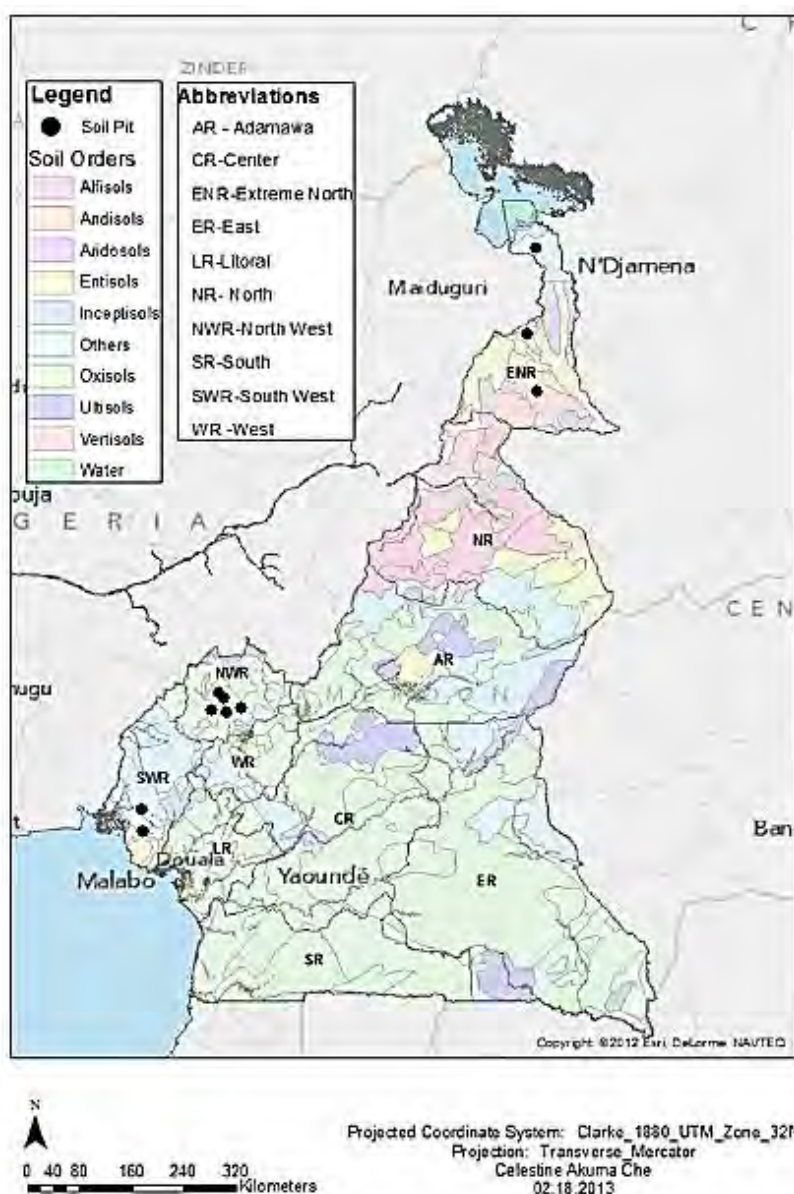 ZINDER
Legend
Soil Pit
Soil Orders
Alfisols
Andisols
Aridosols
Entisols
Inceptisols
Others
Oxisols
Ultisols
Vertisols
Water
Abbreviations
AR - Adamawa
CR-Center
ENR-Extreme North
ER-East
LR-Litoral
NR- North
NWR-North West
SR-South
SWR-South West
WR -West
N'Djamena
Maiduguri
ENR
puja
G E R I A
NR
C E N
AR
NWR
ugu
WR
SWR
CR
LR
Douala
Malabo
Yaoundé
ER
Ban
SR
Copyright: ©2012 Esri, DeLorme, NAVTEQ
N
0 40 80 160 240 320
Kilometers
Projected Coordinate System: Clarke_1880_UTM_Zone_32N
Projection: Transverse_Mercator
Celestine Akuma Che
02.18.2013